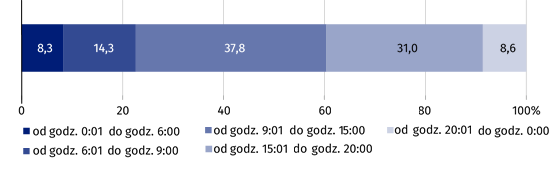 8,3 14,3 37,8 31,0 8,6
0 20 40 60 80 100%
od godz. 0:01 do godz. 6:00 od godz. 9:01 do godz. 15:00 od godz. 20:01 do godz. 0:00
od godz. 6:01 do godz. 9:00 od godz. 15:01 do godz. 20:00